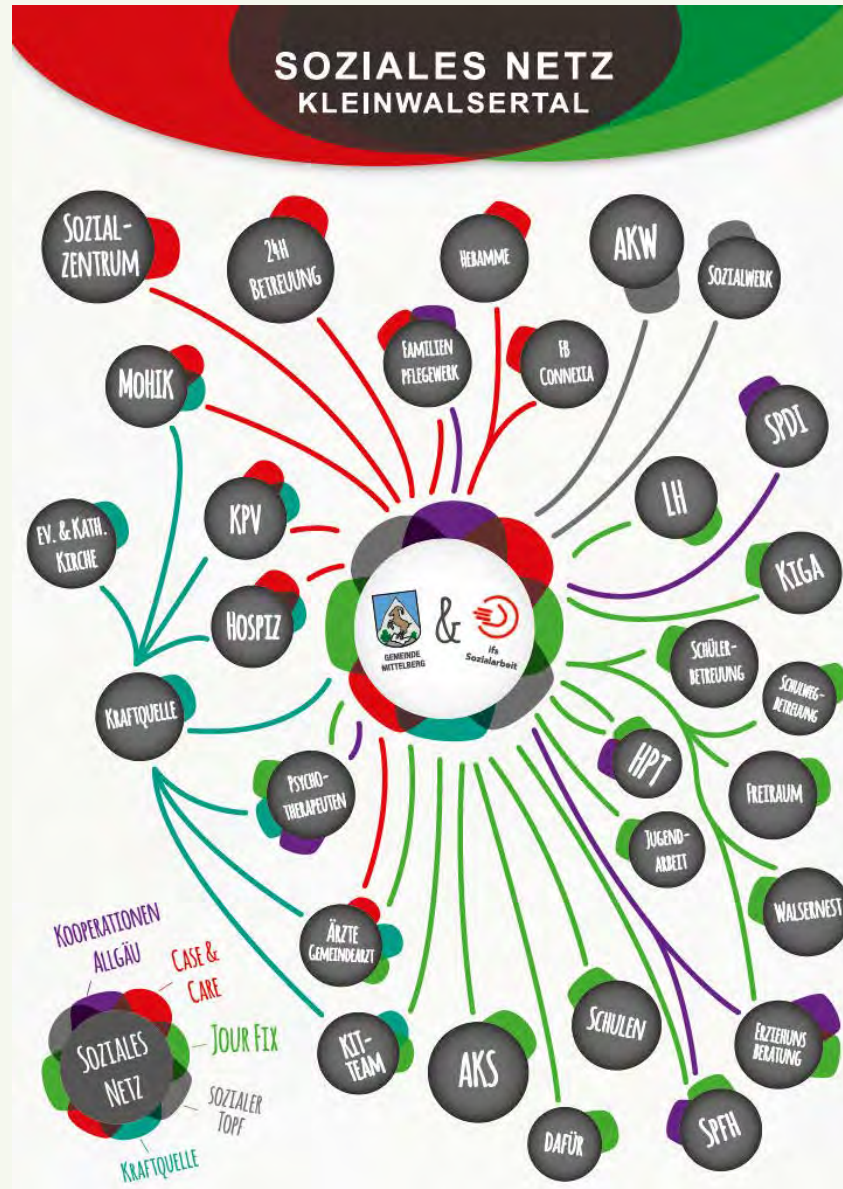 SOZIALES NETZ
KLEINWALSERTAL
SOZIAL-
ZENTRUM
24H
BETREUUNG
HEBAMME
AKW
SOZIALWERK
FAMILIEN
PFLEGEWERK
FB
CONNEXIA
MOHIK
SPDI
LH
KPV
EV. & KATH.
KIRCHE
KIGA
HOSPIZ
GEMEINDE
MITTELBERG
&
ifs
Sozialarbeit
SCHÜLER-
BETREUUNG
SCHULWEG-
BETREUUNG
KRAFTQUELLE
HPT
FREIRAUM
PSYCHO-
THERAPEUTEN
JUGEND-
ARBEIT
WALSERNEST
ÄRZTE
GEMEINDEARZT
KIT-
TEAM
AKS
SCHULEN
ERZIEHUNS
BERATUNG
DAFÜR
SPFH
KOOPERATIONEN
ALLGÄU
CASE &
CARE
JOUR FIX
SOZIALES
NETZ
SOZIALER
TOPF
KRAFTQUELLE